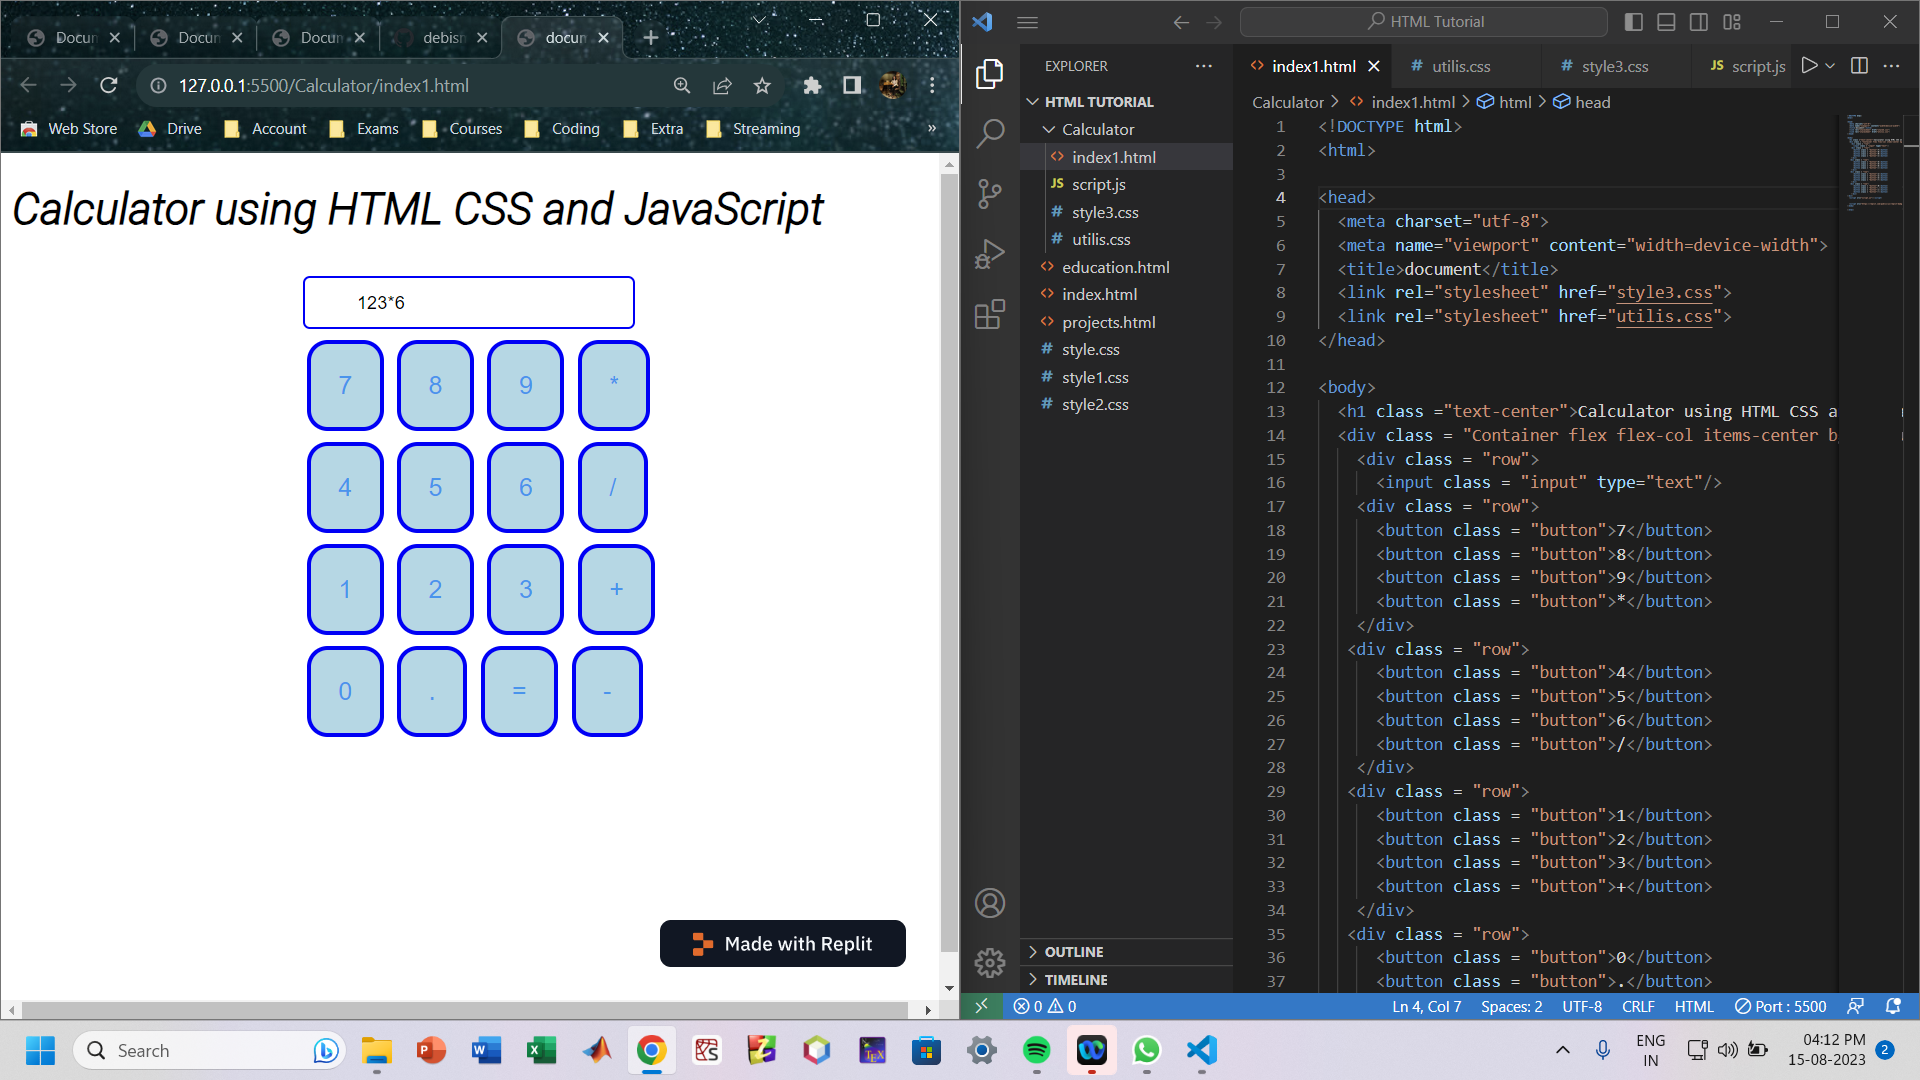 Docun
Docun
Docun
debish
docun
127.0.0.1:5500/Calculator/index1.html
Web Store
Drive
Account
Exams
Courses
Coding
Extra
Streaming
»
Calculator using HTML CSS and JavaScript
123*6
7 8 9 *
4 5 6 /
1 2 3 +
0 . = -
Made with Replit
HTML Tutorial
EXPLORER
HTML TUTORIAL
Calculator
<> index1.html
JS script.js
# style3.css
# utilis.css
<> education.html
<> index.html
<> projects.html
# style.css
# style1.css
# style2.css
OUTLINE
TIMELINE
<> index1.html
# utilis.css
# style3.css
JS script.js
Calculator > <> index1.html > html > head
1 <!DOCTYPE html>
2 <html>
3
4 <head>
5 <meta charset="utf-8">
6 <meta name="viewport" content="width=device-width">
7 <title>document</title>
8 <link rel="stylesheet" href="style3.css">
9 <link rel="stylesheet" href="utilis.css">
10 </head>
11
12 <body>
13 <h1 class ="text-center">Calculator using HTML CSS a
14 <div class = "Container flex flex-col items-center b
15 <div class = "row">
16 <input class = "input" type="text"/>
17 <div class = "row">
18 <button class = "button">7</button>
19 <button class = "button">8</button>
20 <button class = "button">9</button>
21 <button class = "button">*</button>
22 </div>
23 <div class = "row">
24 <button class = "button">4</button>
25 <button class = "button">5</button>
26 <button class = "button">6</button>
27 <button class = "button">/</button>
28 </div>
29 <div class = "row">
30 <button class = "button">1</button>
31 <button class = "button">2</button>
32 <button class = "button">3</button>
33 <button class = "button">+</button>
34 </div>
35 <div class = "row">
36 <button class = "button">0</button>
37 <button class = "button">.</button>
0 0
Ln 4, Col 7
Spaces: 2
UTF-8
CRLF
HTML
Port : 5500
Search
ENG
IN
04:12 PM
15-08-2023
2